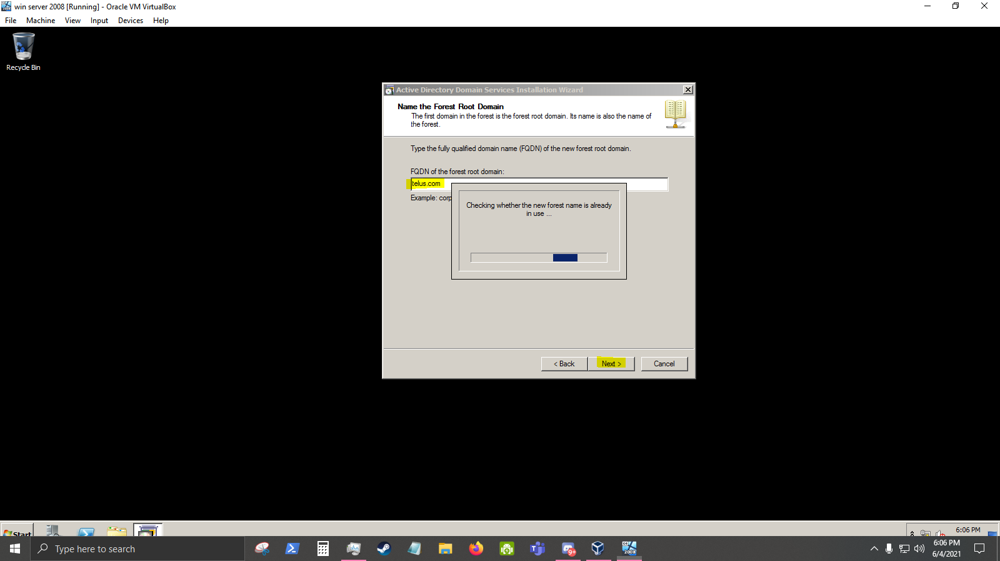 win server 2008 [Running] - Oracle VM VirtualBox
File Machine View Input Devices Help
Recycle Bin
Active Directory Domain Services Installation Wizard
Name the Forest Root Domain
The first domain in the forest is the forest root domain. Its name is also the name of
the forest.
Type the fully qualified domain name (FQDN) of the new forest root domain.
FQDN of the forest root domain:
telus.com
Example: corp
Checking whether the new forest name is already
in use ...
< Back Next > Cancel
Start
6:06 PM
Type here to search
9+
2008
6:06 PM
6/4/2021